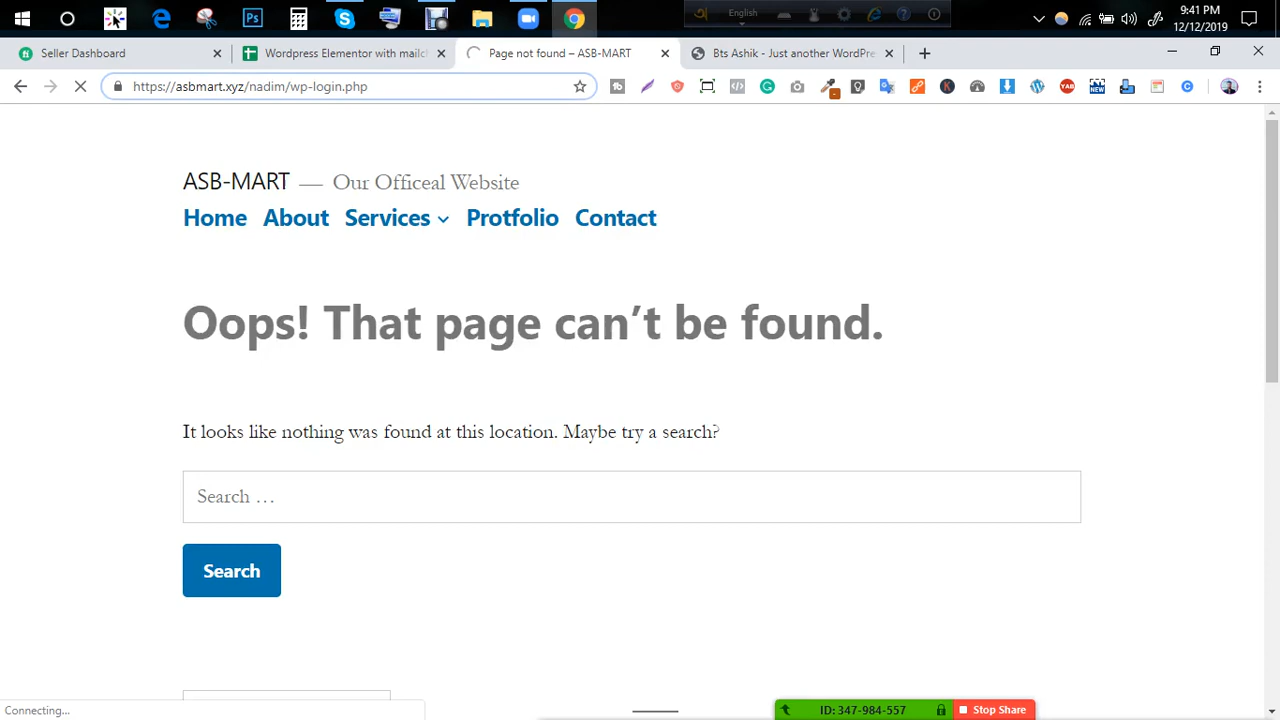 English
9:41 PM
12/12/2019
Seller Dashboard
Wordpress Elementor with mailch
Page not found – ASB-MART
Bts Ashik - Just another WordPre
https://asbmart.xyz/nadim/wp-login.php
ASB-MART — Our Officeal Website
Home About Services Protfolio Contact
Oops! That page can’t be found.
It looks like nothing was found at this location. Maybe try a search?
Search …
Search
Connecting...
ID: 347-984-557
Stop Share